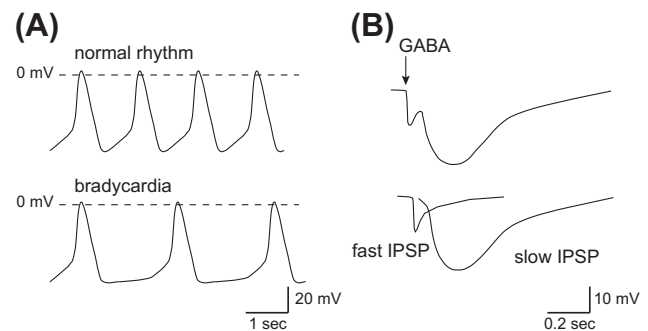 (A)
normal rhythm
0 mV
bradycardia
0 mV
20 mV
1 sec
(B)
GABA
fast IPSP
slow IPSP
10 mV
0.2 sec